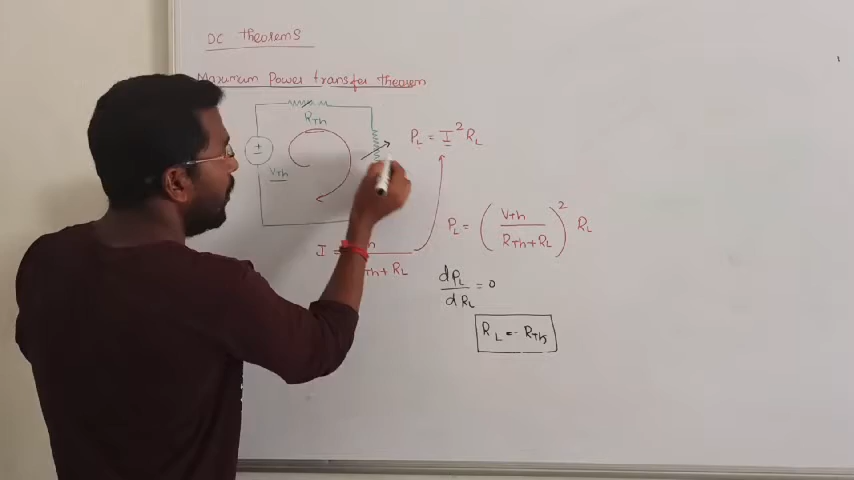 DC theorems
Maximum Power transfer theorem
RTh
VTh
PL = I² RL
PL = (VTh / RTh + RL)² RL
I =
+ RL
dPL / dRL = 0
RL = RTh